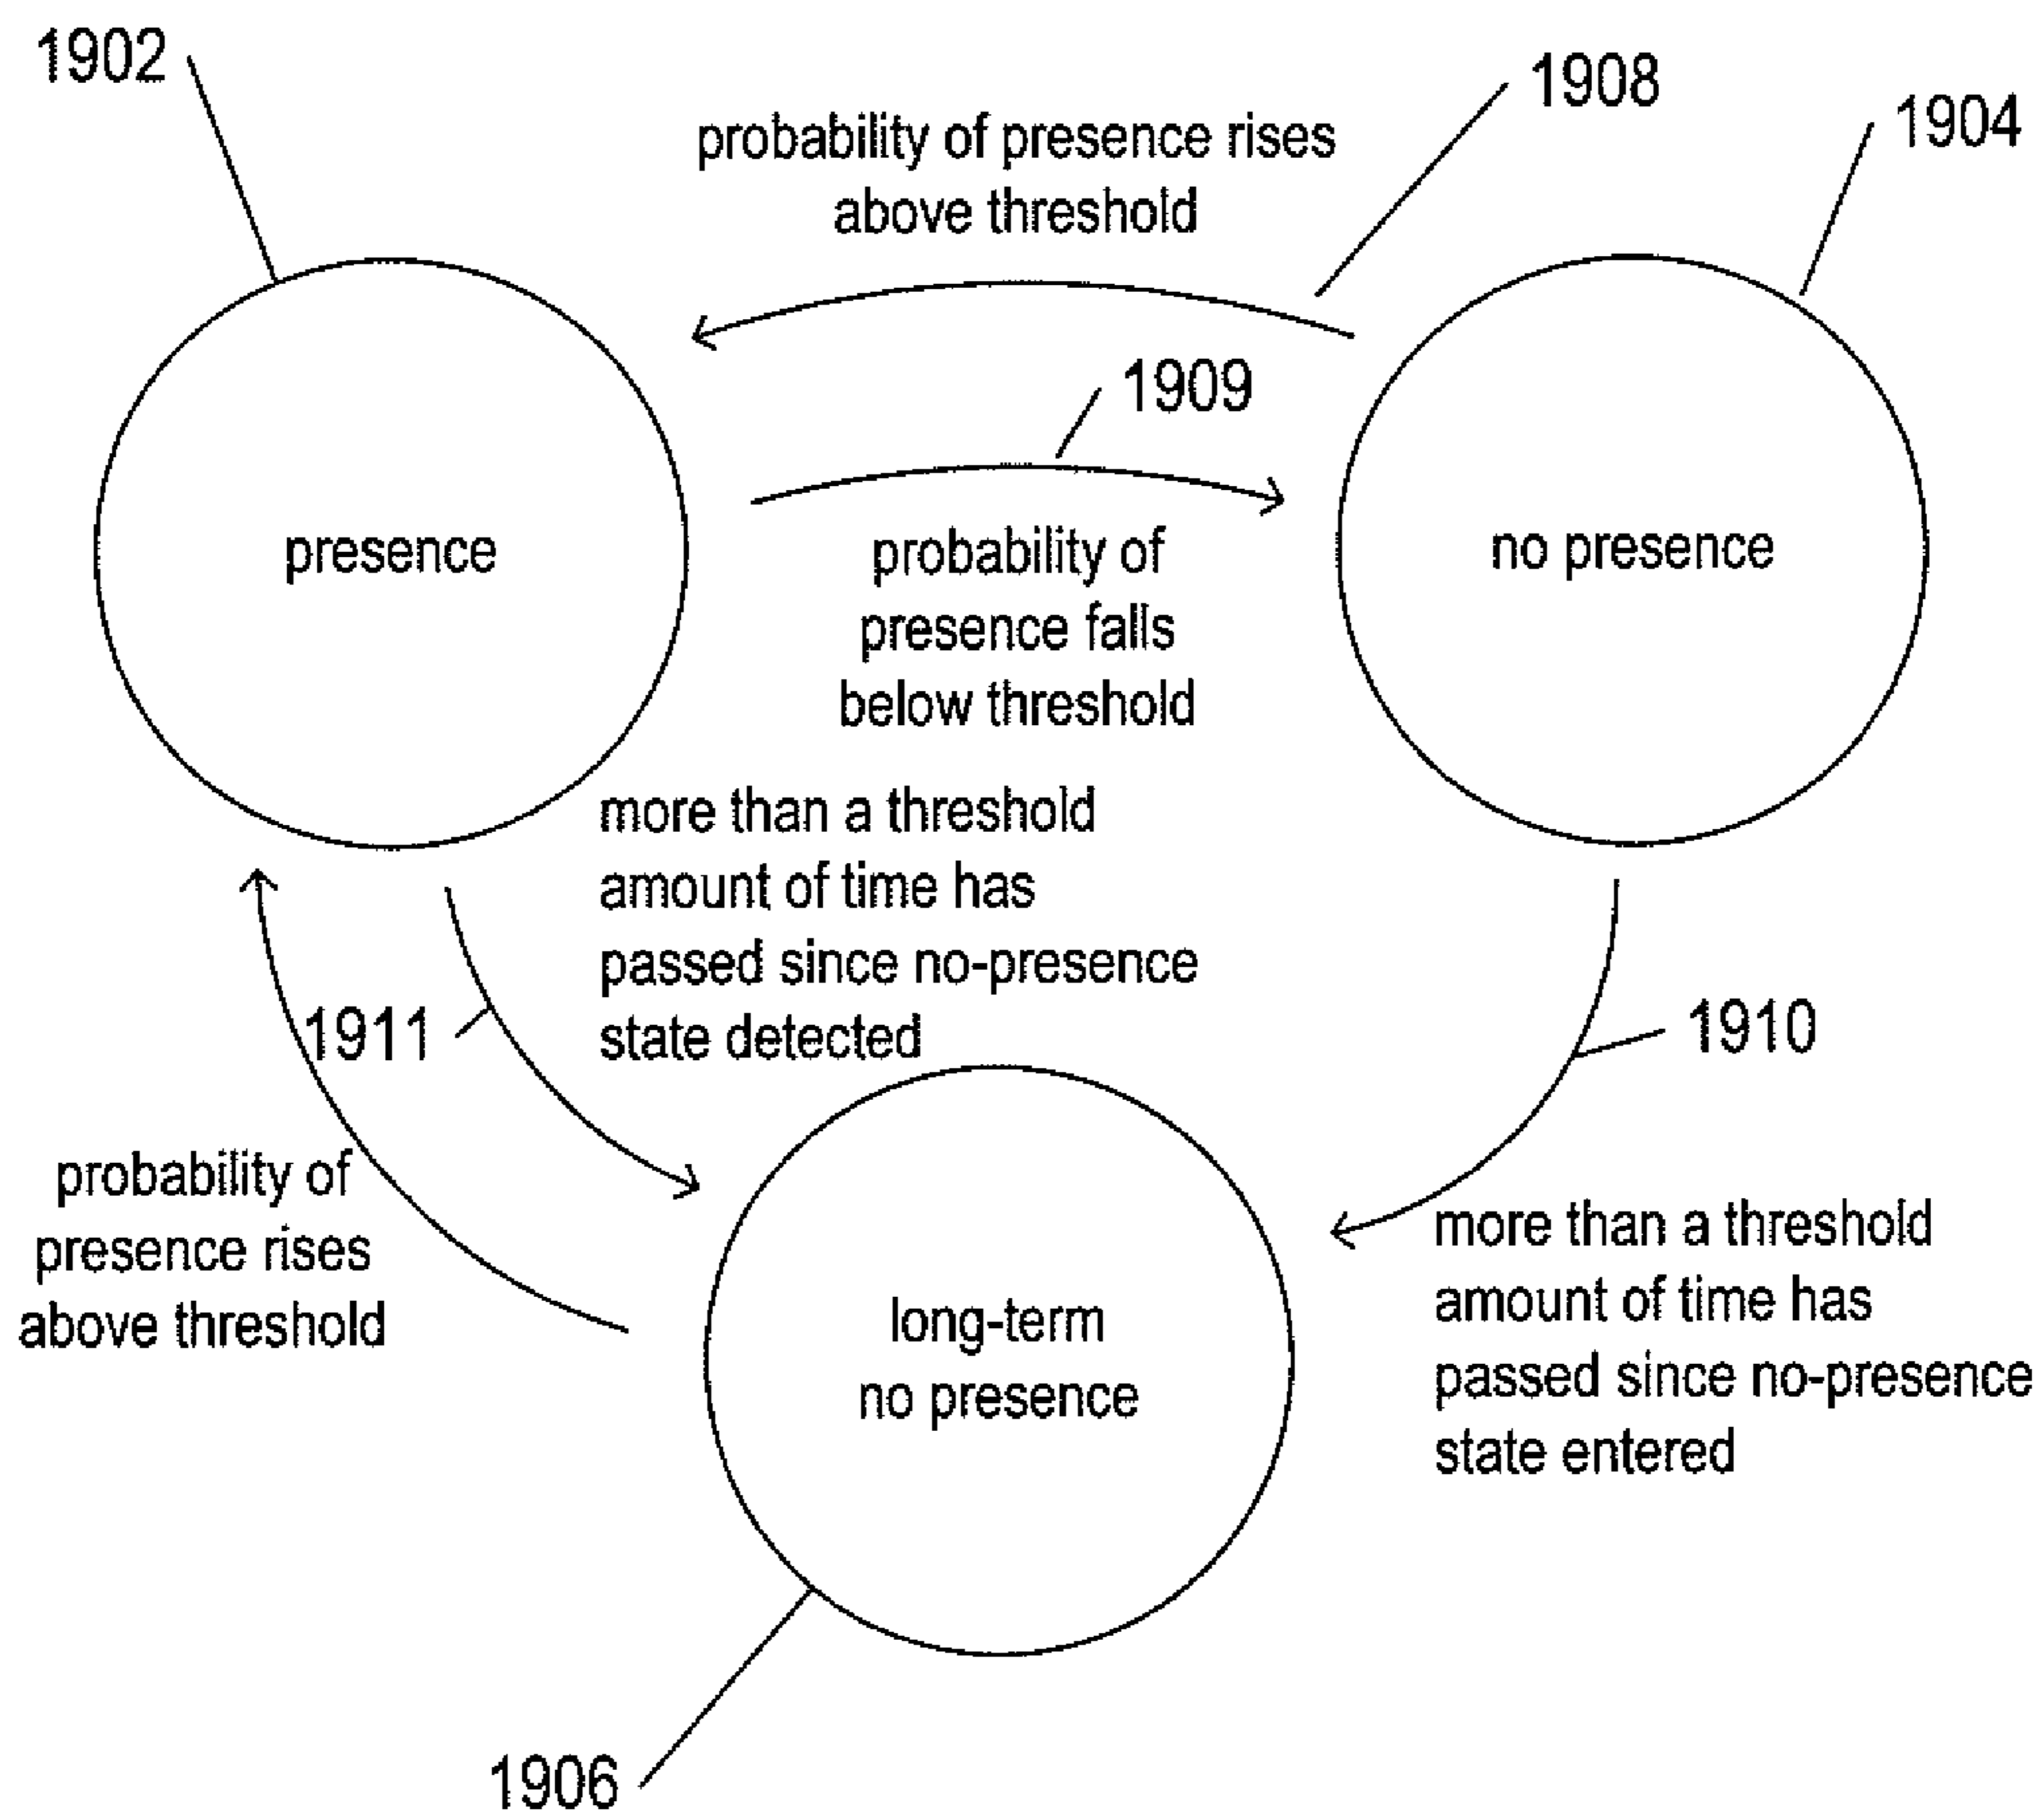 1902
1908
1904
probability of presence rises
above threshold
1909
presence
probability of
presence falls
below threshold
no presence
more than a threshold
amount of time has
passed since no-presence
state detected
1911
1910
probability of
presence rises
above threshold
long-term
no presence
more than a threshold
amount of time has
passed since no-presence
state entered
1906